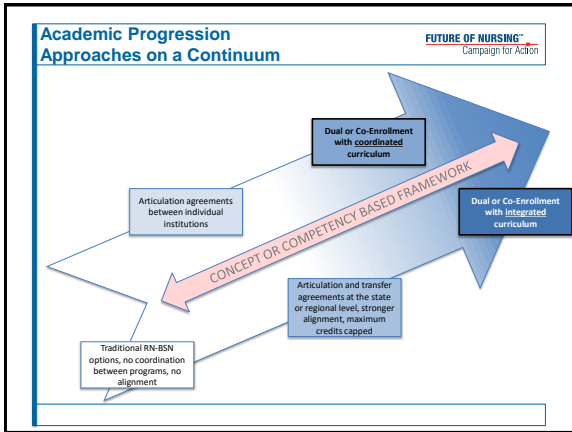 Academic Progression
Approaches on a Continuum
FUTURE OF NURSING™
Campaign for Action
Dual or Co-Enrollment
with coordinated
curriculum
Articulation agreements
between individual
institutions
CONCEPT OR COMPETENCY BASED FRAMEWORK
Dual or Co-Enrollment
with integrated
curriculum
Articulation and transfer
agreements at the state
or regional level, stronger
alignment, maximum
credits capped
Traditional RN-BSN
options, no coordination
between programs, no
alignment